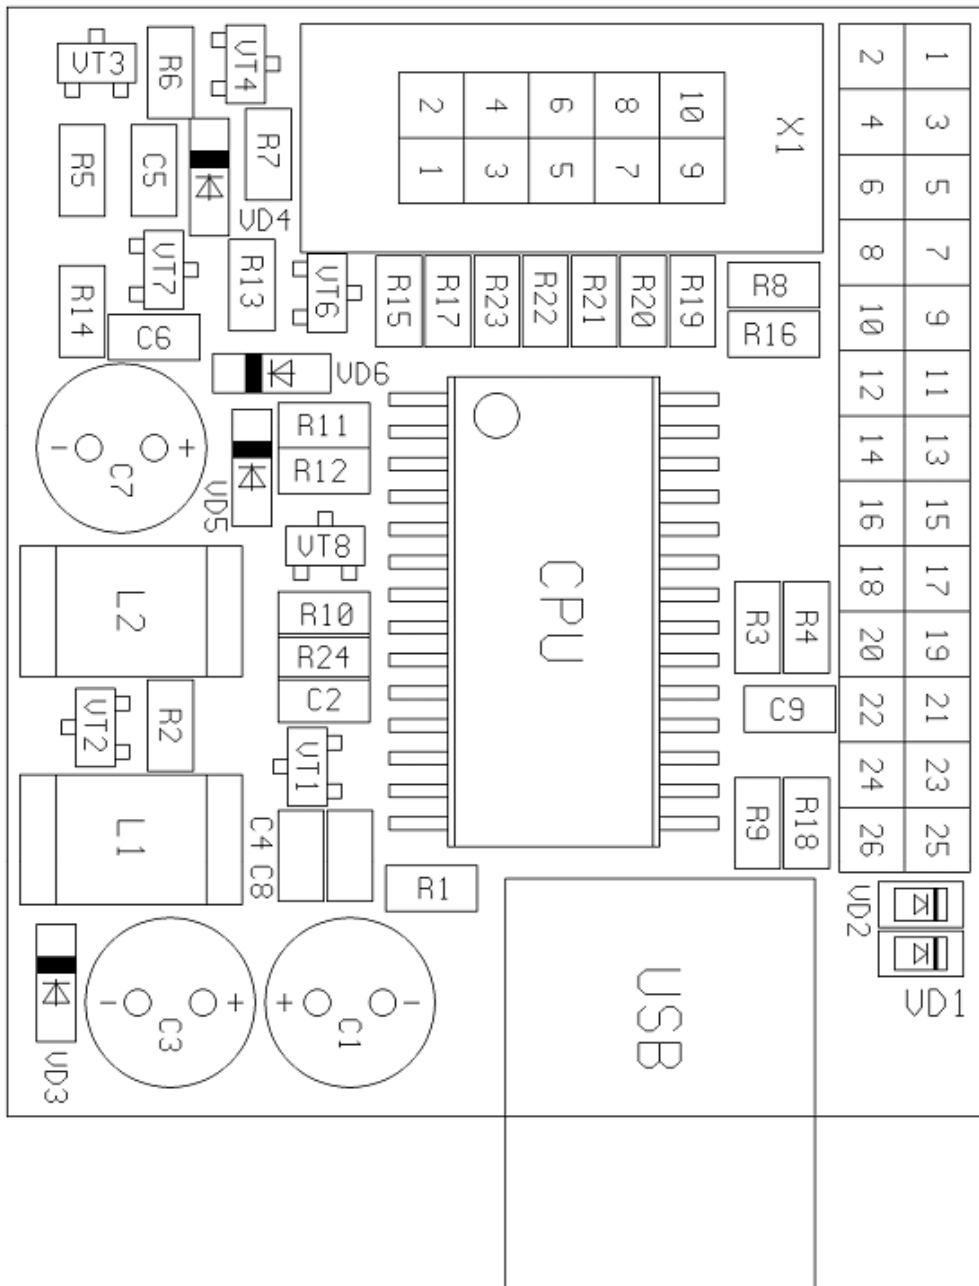 VT3
R6
VT4
2 1
10
2 4 6 8
X1
R7
4 3
R5 C5
1 3 5 7 9
6 5
VD4
8 7
VT7
R13 VT6
R15 R17 R23 R22 R21 R20 R19
R8
R14
C6
R16
10 9
VD6
12 11
R11
- + C7
R12
14 13
VD5
16 15
VT8
CPU
18 17
L2
R10
R3 R4
20 19
R24
C2
C9
22 21
VT2 R2
VT1
24 23
L1
C4 C8
R9 R18
26 25
R1
VD2
- + C3
+ - C1
USB
VD1
VD3